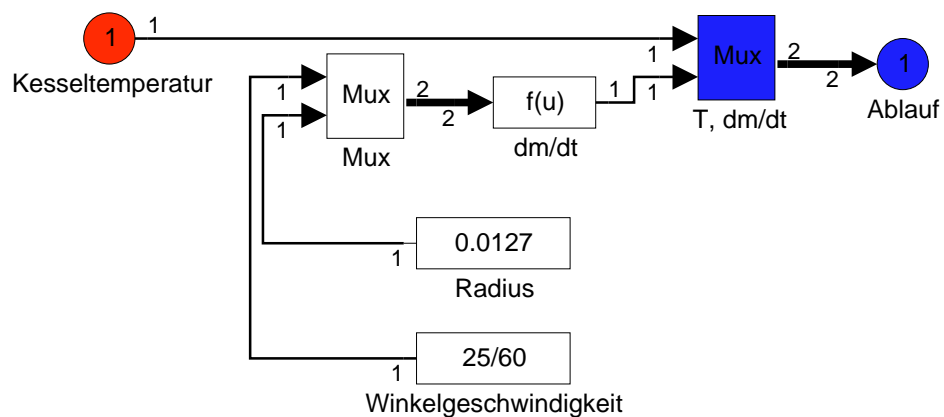 1 1 Mux 2 1
Kesseltemperatur 1 2 Ablauf
1 T, dm/dt
Mux 2 f(u) 1
1 2 dm/dt
1 Mux
0.0127
1 Radius
25/60
1 Winkelgeschwindigkeit